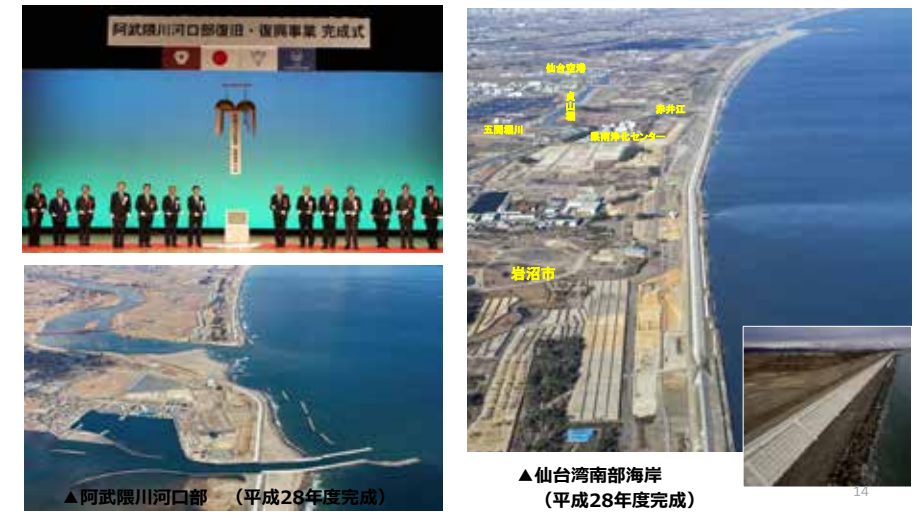 阿武隈川河口部復旧・復興事業 完成式
仙台空港
貞山堀
五間堀川
赤井江
県南浄化センター
岩沼市
▲阿武隈川河口部 （平成28年度完成）
▲仙台湾南部海岸
（平成28年度完成）
14